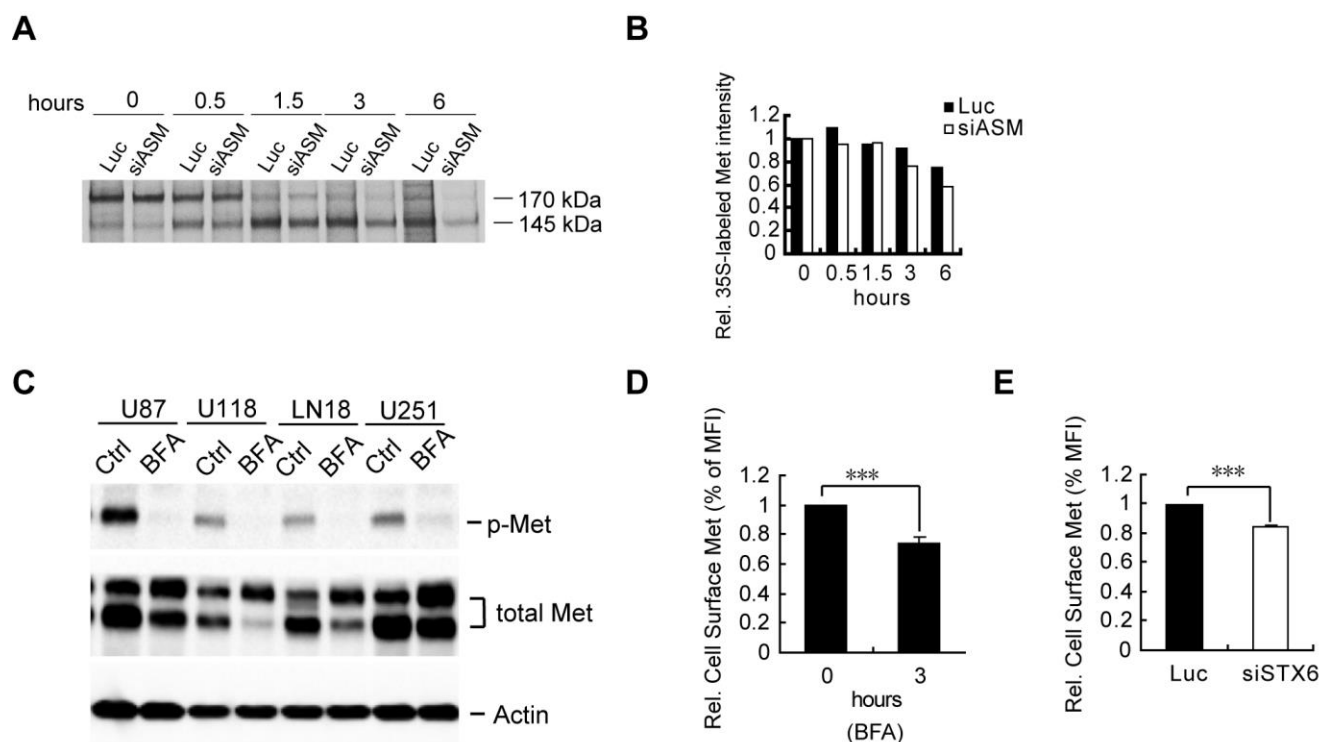 A
hours 0 0.5 1.5 3 6
Luc siASM Luc siASM Luc siASM Luc siASM Luc siASM
170 kDa
145 kDa
B
Rel. 35S-labeled Met intensity
1.2
1
0.8
0.6
0.4
0.2
0
Luc
siASM
0 0.5 1.5 3 6
hours
C
U87 U118 LN18 U251
Ctrl BFA Ctrl BFA Ctrl BFA Ctrl BFA
p-Met
total Met
Actin
D
Rel. Cell Surface Met (% of MFI)
1.2
1
0.8
0.6
0.4
0.2
0
***
0 3
hours
(BFA)
E
Rel. Cell Surface Met (% MFI)
1.2
1
0.8
0.6
0.4
0.2
0
***
Luc siSTX6